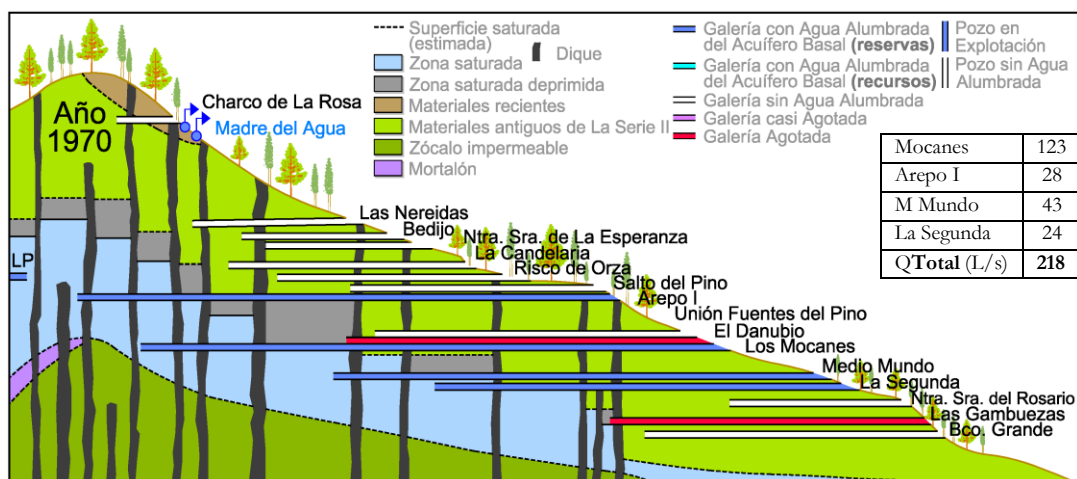 Superficie saturada
(estimada)
Dique
Zona saturada
Zona saturada deprimida
Materiales recientes
Materiales antiguos de La Serie II
Zócalo impermeable
Mortalón
Galería con Agua Alumbrada
del Acuífero Basal (reservas)
Galería con Agua Alumbrada
del Acuífero Basal (recursos)
Galería sin Agua Alumbrada
Galería casi Agotada
Galería Agotada
Pozo en
Explotación
Pozo sin Agua
Alumbrada
Año
1970
Charco de La Rosa
Madre del Agua
Mocanes 123
Arepo I 28
M Mundo 43
La Segunda 24
QTotal (L/s) 218
LP
Las Nereidas
Bedijo
Ntra. Sra. de La Esperanza
La Candelaria
Risco de Orza
Salto del Pino
Arepo I
Unión Fuentes del Pino
El Danubio
Los Mocanes
Medio Mundo
La Segunda
Ntra. Sra. del Rosario
Las Gambuezas
Bco. Grande